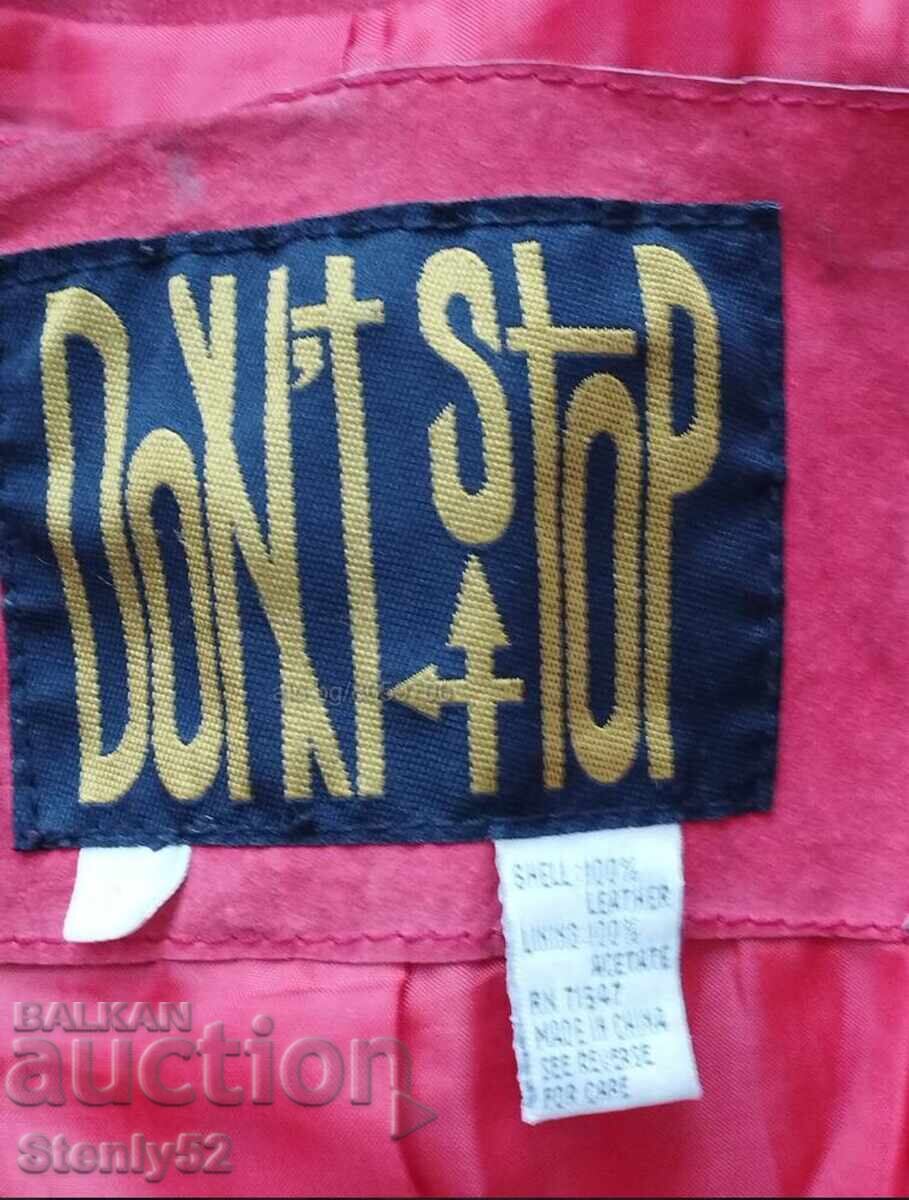 DON'T STOP
SHELL: 100%
LEATHER
LINING: 100%
ACETATE
RN 71547
MADE IN CHINA
SEE REVERSE
FOR CARE
BALKAN
auction
Stenly52